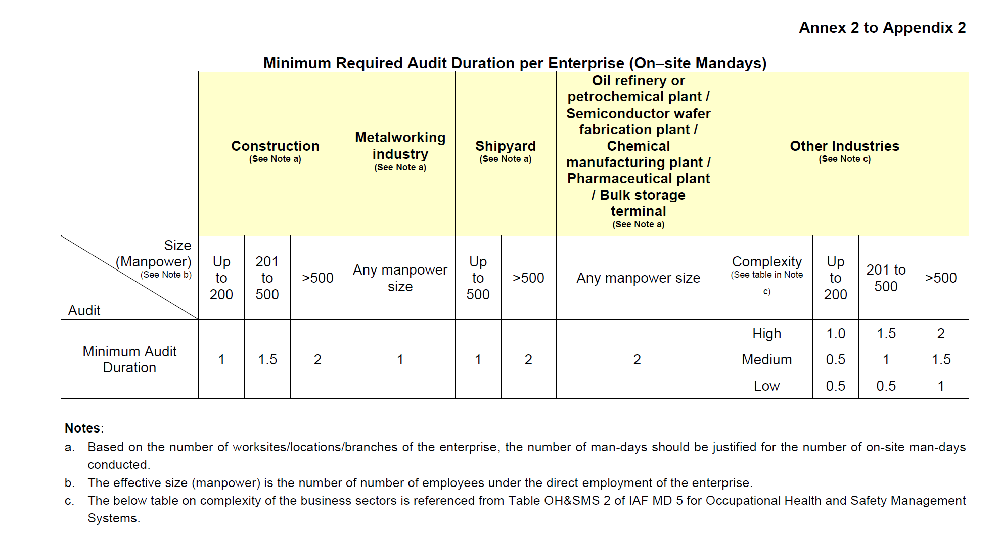 Annex 2 to Appendix 2
Minimum Required Audit Duration per Enterprise (On–site Mandays)
Construction
(See Note a)
Metalworking
industry
(See Note a)
Shipyard
(See Note a)
Oil refinery or
petrochemical plant /
Semiconductor wafer
fabrication plant /
Chemical
manufacturing plant /
Pharmaceutical plant
/ Bulk storage
terminal
(See Note a)
Other Industries
(See Note c)
Size
(Manpower)
(See Note b)
Audit
Up
to
200
201
to
500
>500
Any manpower
size
Up
to
500
>500
Any manpower size
Complexity
(See table in Note
c)
Up
to
200
201 to
500
>500
Minimum Audit
Duration
1
1.5
2
1
1
2
2
High
1.0
1.5
2
Medium
0.5
1
1.5
Low
0.5
0.5
1
Notes:
a. Based on the number of worksites/locations/branches of the enterprise, the number of man-days should be justified for the number of on-site man-days
conducted.
b. The effective size (manpower) is the number of number of employees under the direct employment of the enterprise.
c. The below table on complexity of the business sectors is referenced from Table OH&SMS 2 of IAF MD 5 for Occupational Health and Safety Management
Systems.